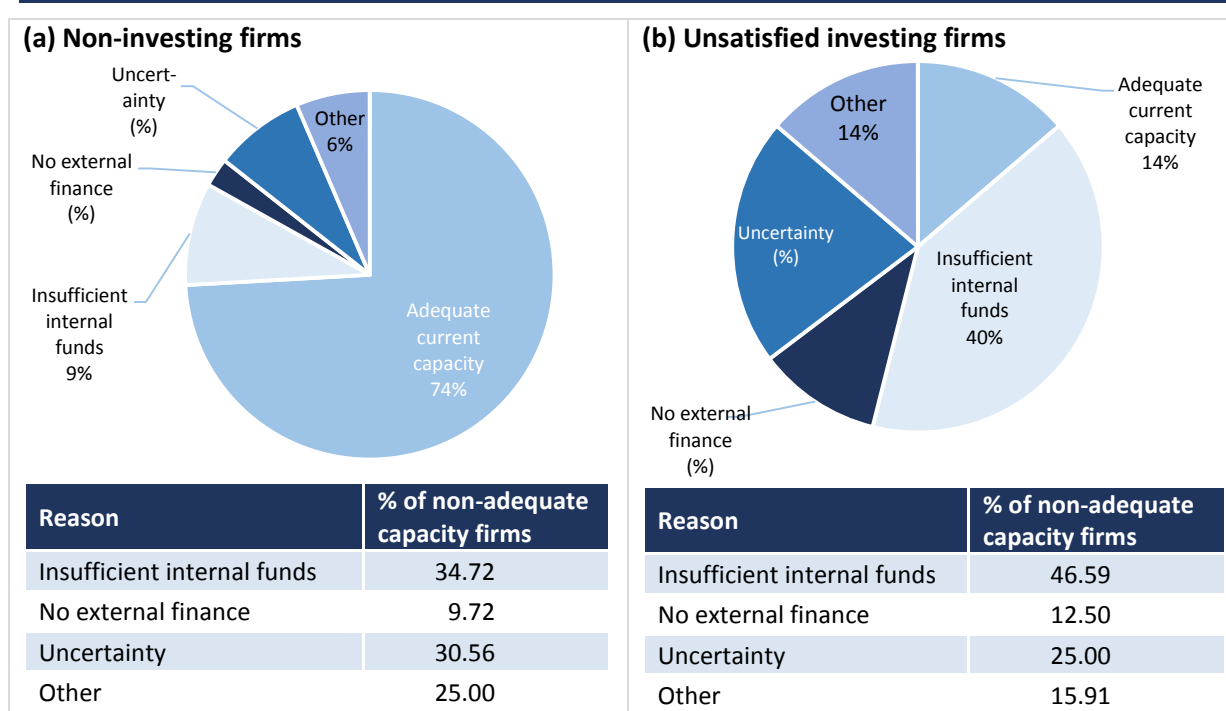 (a) Non-investing firms
Uncert-
ainty
(%)
Other
6%
No external
finance
(%)
Insufficient
internal
funds
9%
Adequate
current
capacity
74%
Reason
% of non-adequate
capacity firms
Insufficient internal funds 34.72
No external finance 9.72
Uncertainty 30.56
Other 25.00
(b) Unsatisfied investing firms
Other
14%
Adequate
current
capacity
14%
Uncertainty
(%)
Insufficient
internal
funds
40%
No external
finance
(%)
Reason
% of non-adequate
capacity firms
Insufficient internal funds 46.59
No external finance 12.50
Uncertainty 25.00
Other 15.91